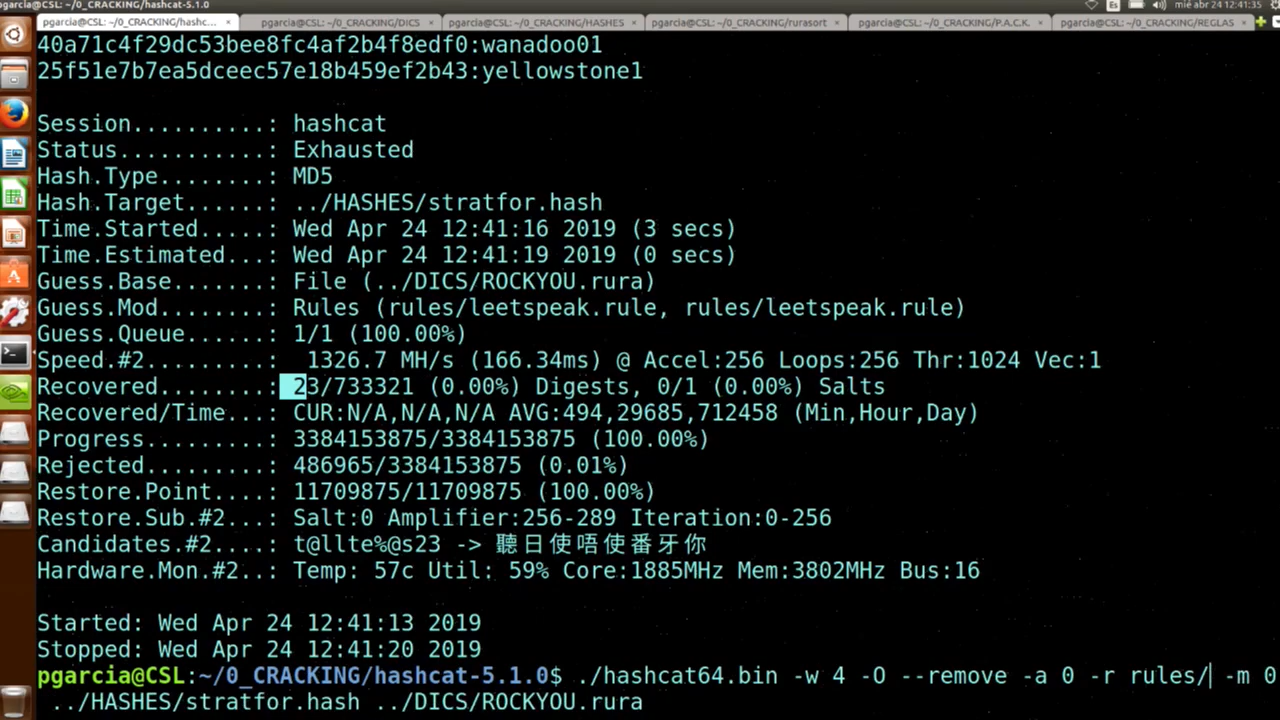 pgarcia@CSL: ~/0_CRACKING/hashcat-5.1.0
mié abr 24 12:41:35
pgarcia@CSL: ~/0_CRACKING/hashc... × pgarcia@CSL: ~/0_CRACKING/DICS × pgarcia@CSL: ~/0_CRACKING/HASHES × pgarcia@CSL: ~/0_CRACKING/rurasort × pgarcia@CSL: ~/0_CRACKING/P.A.C.K. × pgarcia@CSL: ~/0_CRACKING/REGLAS ×
40a71c4f29dc53bee8fc4af2b4f8edf0:wanadoo01
25f51e7b7ea5dceec57e18b459ef2b43:yellowstone1
Session..........: hashcat
Status...........: Exhausted
Hash.Type........: MD5
Hash.Target......: ../HASHES/stratfor.hash
Time.Started.....: Wed Apr 24 12:41:16 2019 (3 secs)
Time.Estimated...: Wed Apr 24 12:41:19 2019 (0 secs)
Guess.Base.......: File (../DICS/ROCKYOU.rura)
Guess.Mod........: Rules (rules/leetspeak.rule, rules/leetspeak.rule)
Guess.Queue......: 1/1 (100.00%)
Speed.#2.........:  1326.7 MH/s (166.34ms) @ Accel:256 Loops:256 Thr:1024 Vec:1
Recovered........: 23/733321 (0.00%) Digests, 0/1 (0.00%) Salts
Recovered/Time...: CUR:N/A,N/A,N/A AVG:494,29685,712458 (Min,Hour,Day)
Progress.........: 3384153875/3384153875 (100.00%)
Rejected.........: 486965/3384153875 (0.01%)
Restore.Point....: 11709875/11709875 (100.00%)
Restore.Sub.#2...: Salt:0 Amplifier:256-289 Iteration:0-256
Candidates.#2....: t@llte%@s23 -> 聽日使唔使番牙你
Hardware.Mon.#2..: Temp: 57c Util: 59% Core:1885MHz Mem:3802MHz Bus:16
Started: Wed Apr 24 12:41:13 2019
Stopped: Wed Apr 24 12:41:20 2019
pgarcia@CSL:~/0_CRACKING/hashcat-5.1.0$ ./hashcat64.bin -w 4 -O --remove -a 0 -r rules/ -m 0
../HASHES/stratfor.hash ../DICS/ROCKYOU.rura